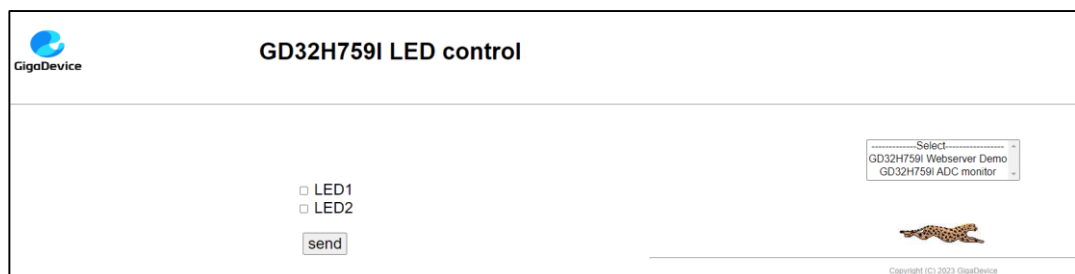 GigaDevice
GD32H759I LED control
-------------Select-----------------
GD32H759I Webserver Demo
GD32H759I ADC monitor
LED1
LED2
send
Copyright (C) 2023 GigaDevice